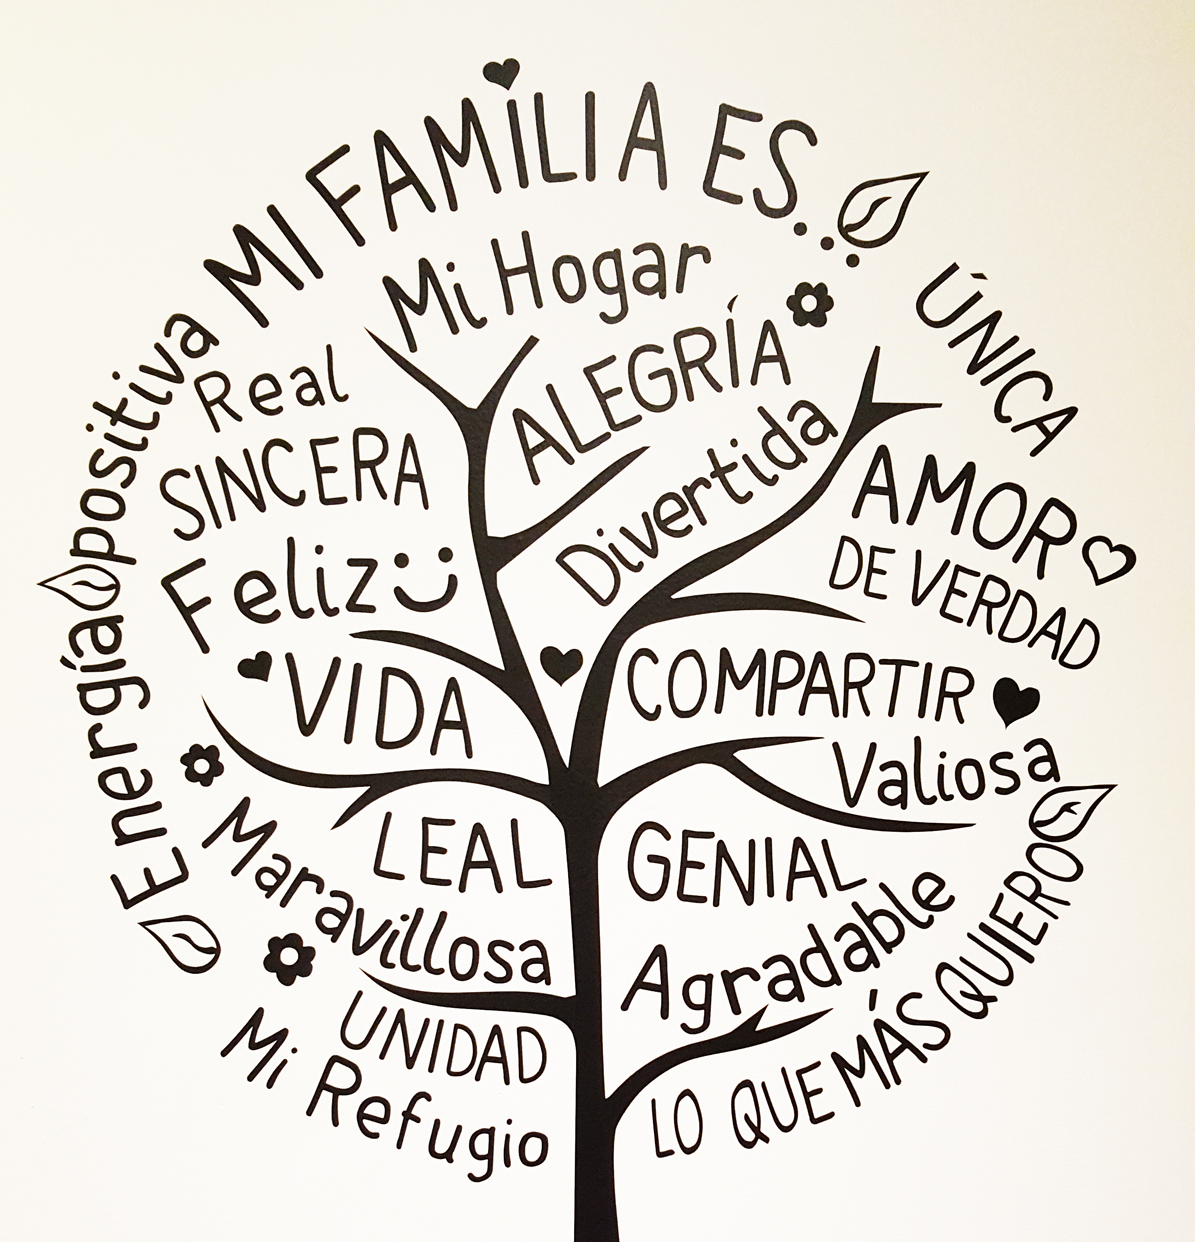 MI FAMILIA ES...
Mi Hogar
ÚNICA
ALEGRÍA
Real
Divertida
SINCERA
AMOR
DE VERDAD
Feliz
Energía positiva
VIDA
COMPARTIR
Valiosa
LEAL
GENIAL
Maravillosa
Agradable
UNIDAD
Mi Refugio
LO QUE MÁS QUIERO